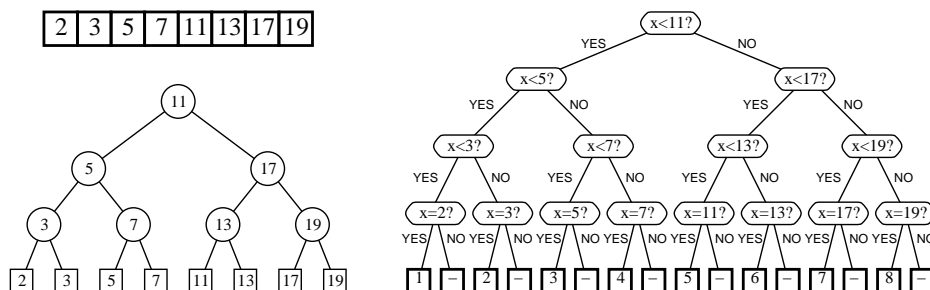 2 3 5 7 11 13 17 19
11
5 17
3 7 13 19
2 3 5 7 11 13 17 19
x<11?
YES NO
x<5? x<17?
YES NO YES NO
x<3? x<7? x<13? x<19?
YES NO YES NO YES NO YES NO
x=2? x=3? x=5? x=7? x=11? x=13? x=17? x=19?
YES NO YES NO YES NO YES NO YES NO YES NO YES NO YES NO
1 – 2 – 3 – 4 – 5 – 6 – 7 – 8 –